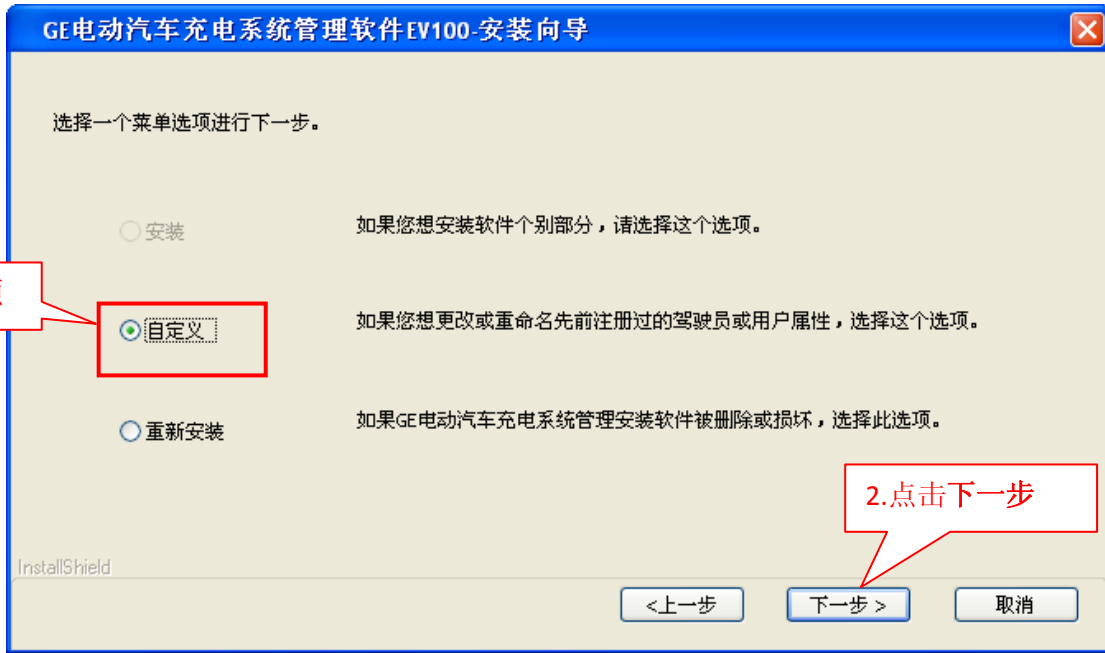 GE电动汽车充电系统管理软件EV100-安装向导
选择一个菜单选项进行下一步。
安装
如果您想安装软件个别部分，请选择这个选项。
自定义
如果您想更改或重命名先前注册过的驾驶员或用户属性，选择这个选项。
重新安装
如果GE电动汽车充电系统管理安装软件被删除或损坏，选择此选项。
2.点击下一步
InstallShield
<上一步
下一步 >
取消